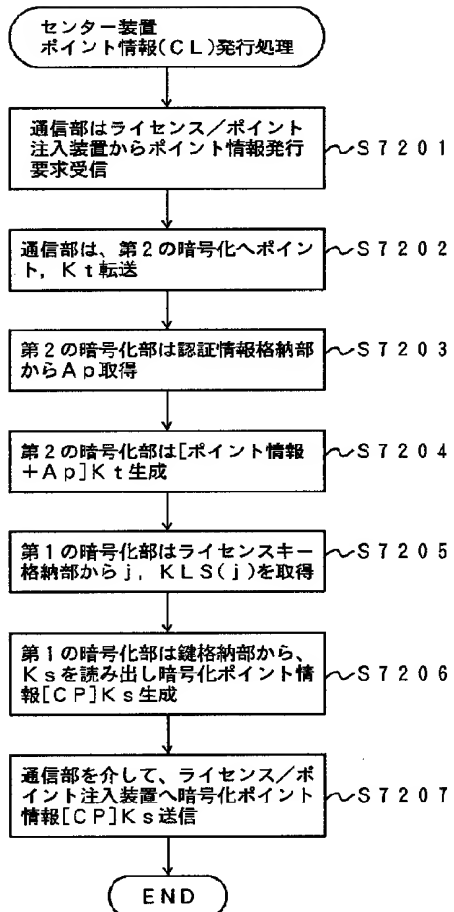 センター装置
ポイント情報(CL)発行処理
通信部はライセンス／ポイント
注入装置からポイント情報発行
要求受信
S7201
通信部は、第2の暗号化へポイン
ト，Kt転送
S7202
第2の暗号化部は認証情報格納部
からAp取得
S7203
第2の暗号化部は[ポイント情報
+Ap]Kt生成
S7204
第1の暗号化部はライセンスキー
格納部からj，KLS(j)を取得
S7205
第1の暗号化部は鍵格納部から、
Ksを読み出し暗号化ポイント情
報[CP]Ks生成
S7206
通信部を介して、ライセンス／ポ
イント注入装置へ暗号化ポイント
情報[CP]Ks送信
S7207
END